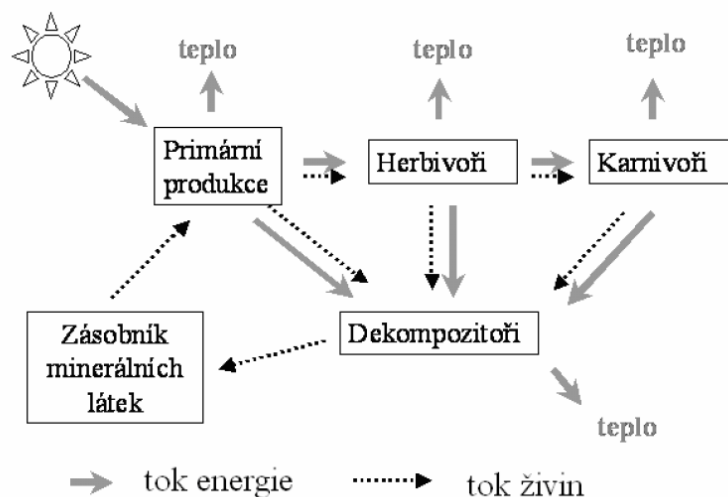 teplo
teplo
teplo
Primární
produkce
Herbivoři
Karnivoři
Zásobník
minerálních
látek
Dekompozitoři
teplo
tok energie
tok živin